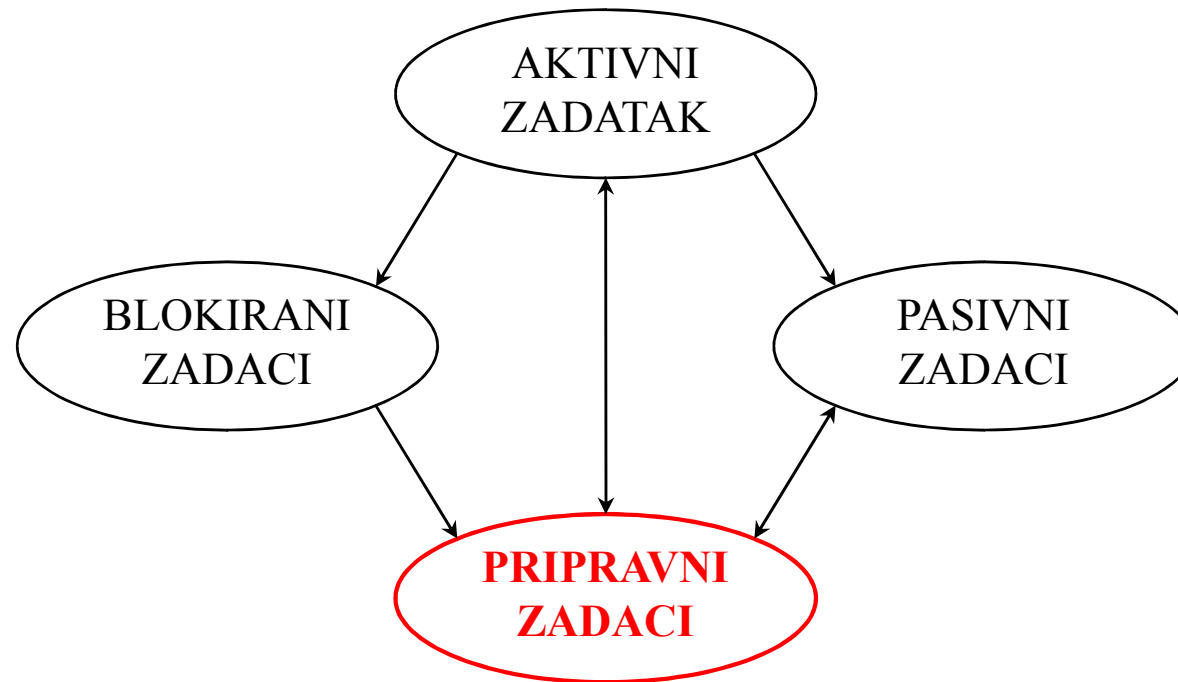 AKTIVNI
ZADATAK
BLOKIRANI
ZADACI
PASIVNI
ZADACI
PRIPRAVNI
ZADACI